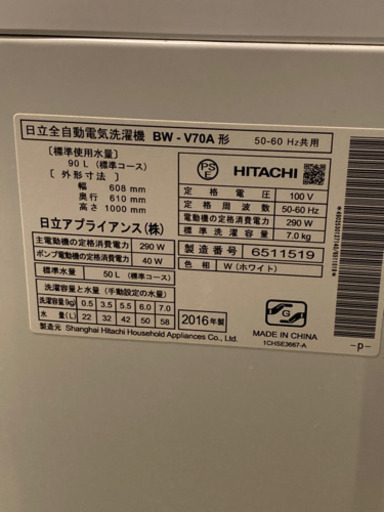 日立全自動電気洗濯機 BW-V70A 形 50-60 Hz共用
〔標準使用水量〕
90 L (標準コース)
〔外形寸法〕
幅 608 mm
奥行 610 mm
高さ 1000 mm
日立アプライアンス(株)
PS
E
HITACHI
定格電圧 100 V
定格周波数 50-60 Hz
電動機の定格消費電力 290 W
標準洗濯容量 7.0 kg
主電動機の定格消費電力 290 W
ポンプ電動機の定格消費電力 40 W
標準水量 50 L (標準コース)
製造番号 6511519
色相 W (ホワイト)
洗濯容量と水量 (手動設定の水量)
洗濯容量(kg) 0.5 3.5 5.5 6.0 7.0
水量(L) 22 32 42 50 58
2016年製
G
MADE IN CHINA
1CHSE3667-A
製造元 Shanghai Hitachi Household Appliances Co., Ltd.
-p-